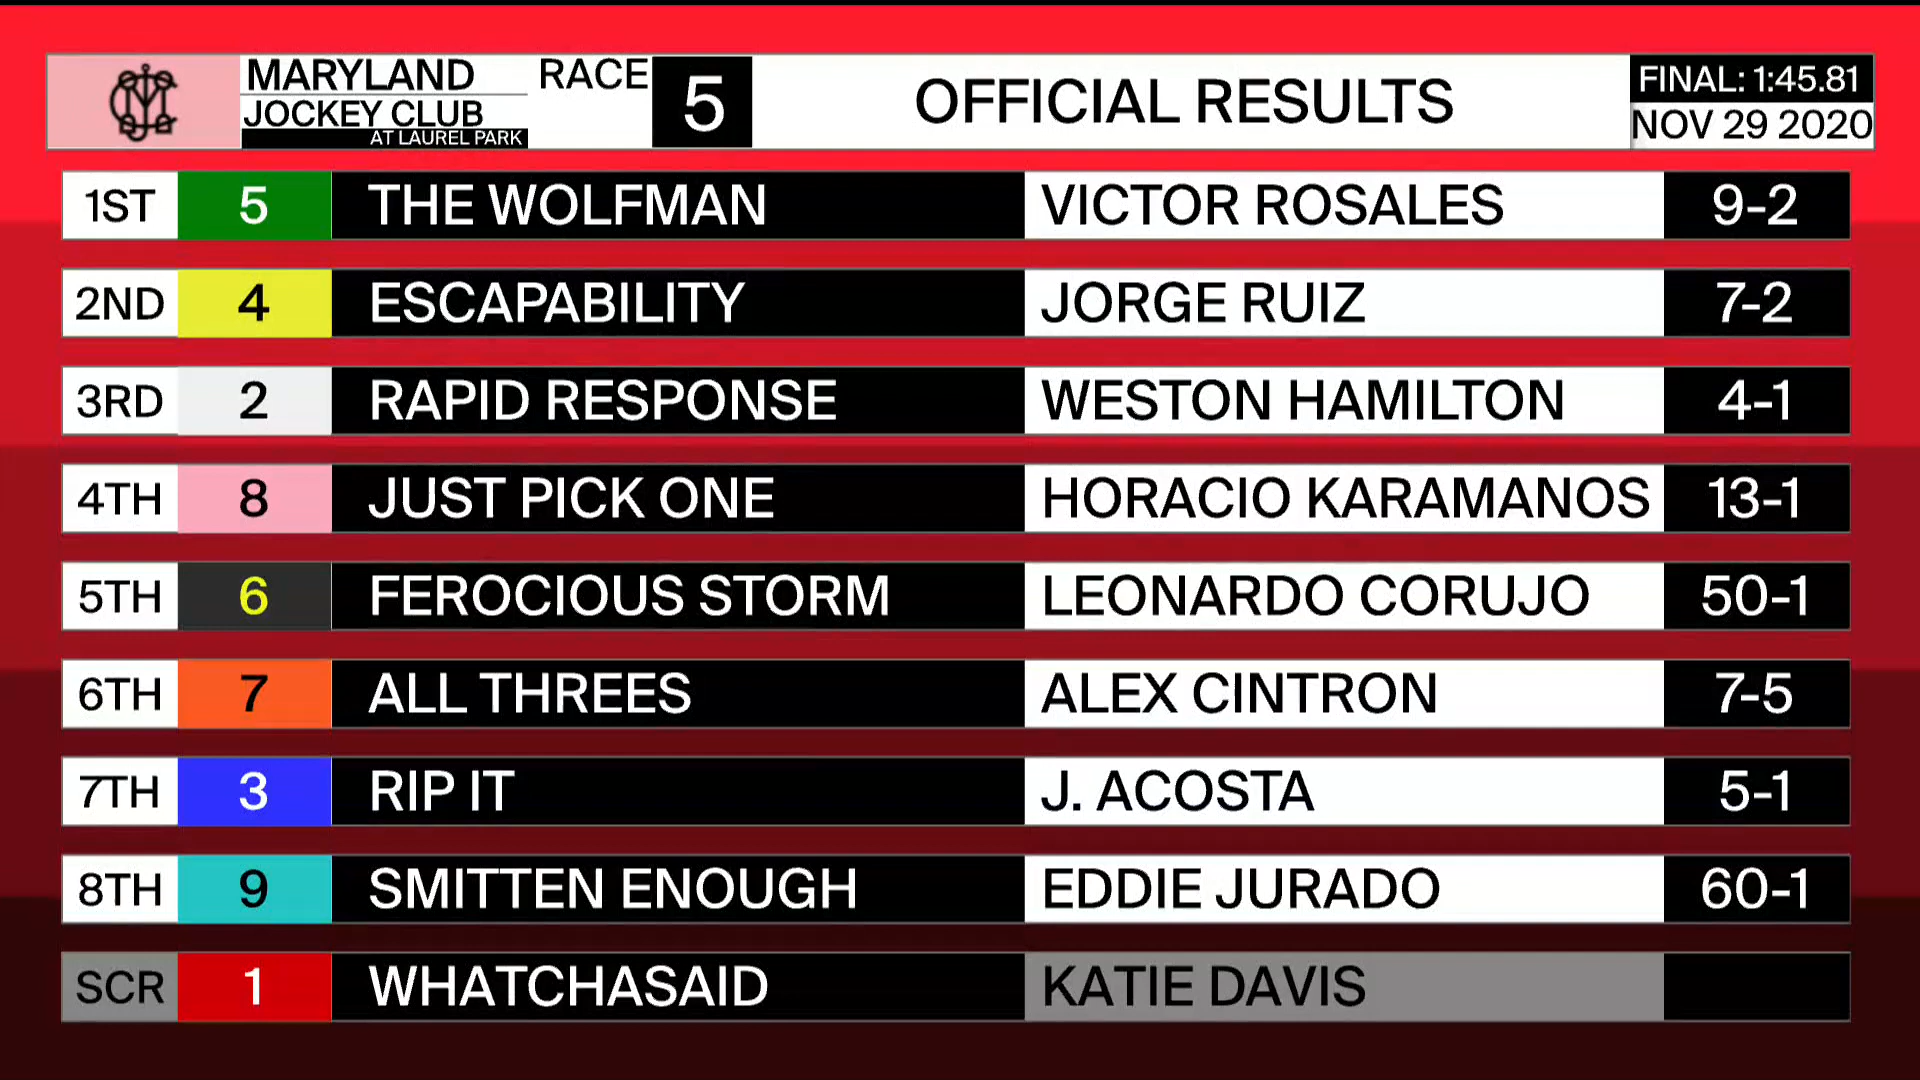 MARYLAND
JOCKEY CLUB
AT LAUREL PARK
RACE 5
OFFICIAL RESULTS
FINAL: 1:45.81
NOV 29 2020
1ST 5 THE WOLFMAN VICTOR ROSALES 9-2
2ND 4 ESCAPABILITY JORGE RUIZ 7-2
3RD 2 RAPID RESPONSE WESTON HAMILTON 4-1
4TH 8 JUST PICK ONE HORACIO KARAMANOS 13-1
5TH 6 FEROCIOUS STORM LEONARDO CORUJO 50-1
6TH 7 ALL THREES ALEX CINTRON 7-5
7TH 3 RIP IT J. ACOSTA 5-1
8TH 9 SMITTEN ENOUGH EDDIE JURADO 60-1
SCR 1 WHATCHASAID KATIE DAVIS